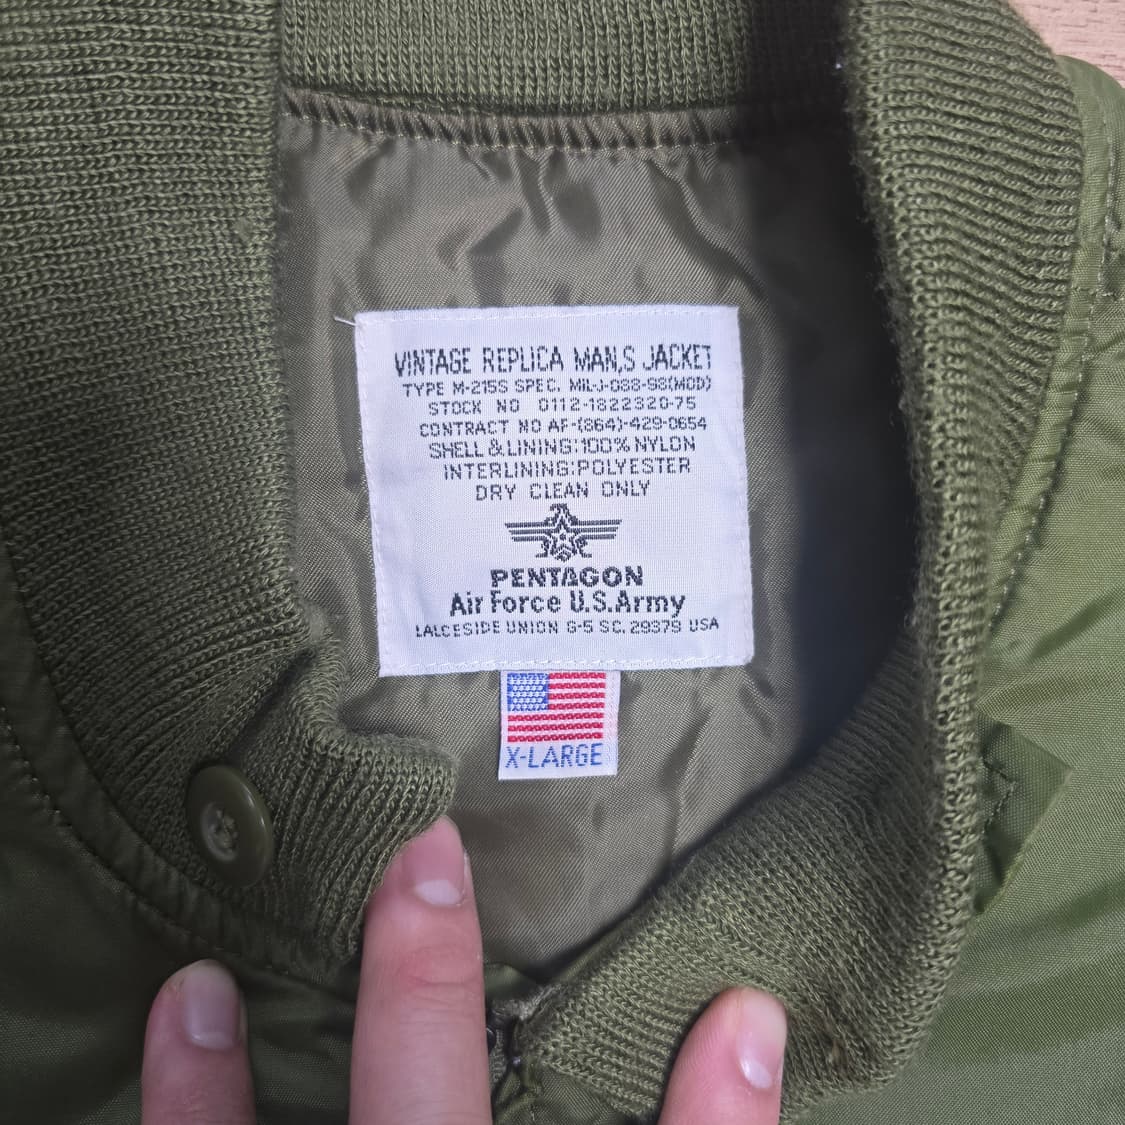 VINTAGE REPLICA MAN,S JACKET
TYPE M-215S SPEC. MIL-J-088-98(MOD)
STOCK NO 0112-1822320-75
CONTRACT NO AF-(864)-429-0654
SHELL & LINING:100% NYLON
INTERLINING:POLYESTER
DRY CLEAN ONLY
PENTAGON
Air Force U.S.Army
LALCESIDE UNION G-5 SC. 29379 USA
X-LARGE